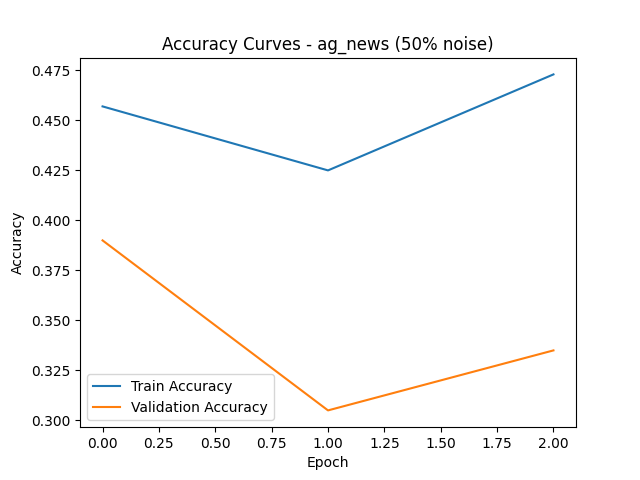 Accuracy Curves - ag_news (50% noise)
0.475
0.450
0.425
0.400
0.375
0.350
0.325
0.300
Accuracy
Train Accuracy
Validation Accuracy
0.00 0.25 0.50 0.75 1.00 1.25 1.50 1.75 2.00
Epoch